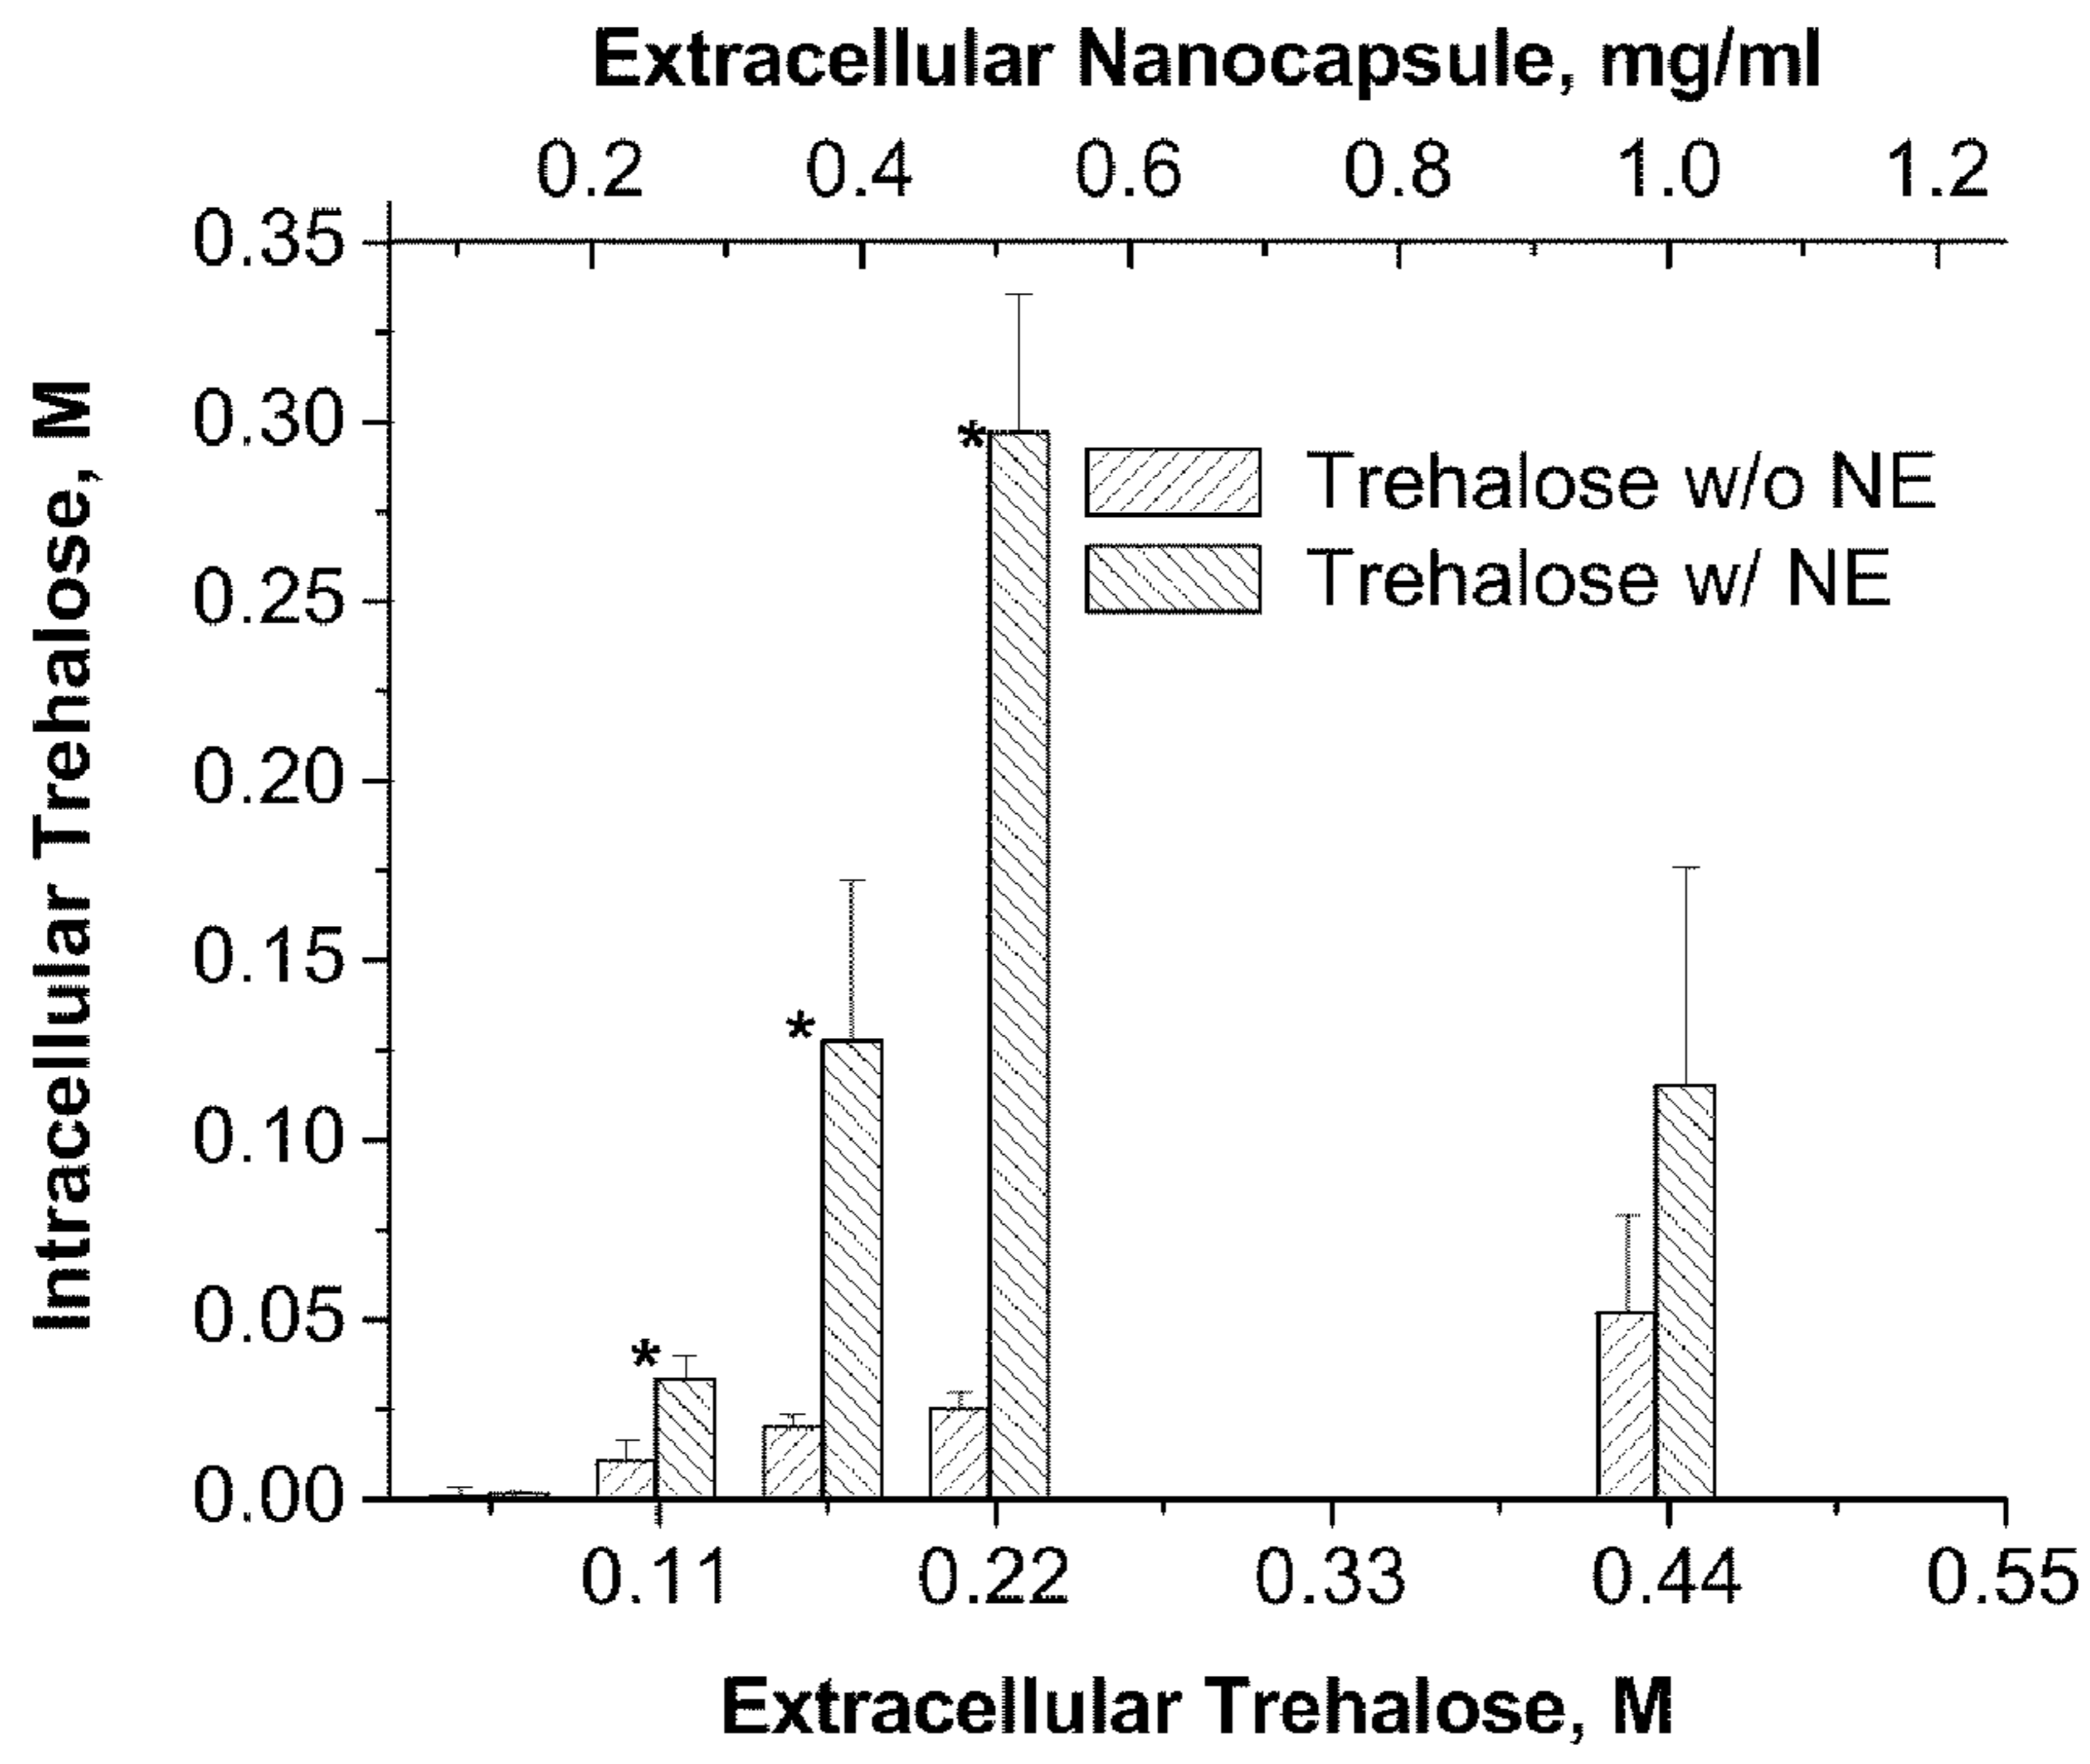 Extracellular Nanocapsule, mg/ml
0.2 0.4 0.6 0.8 1.0 1.2
Intracellular Trehalose, M
0.35
0.30
0.25
0.20
0.15
0.10
0.05
0.00
*
*
*
Trehalose w/o NE
Trehalose w/ NE
0.11 0.22 0.33 0.44 0.55
Extracellular Trehalose, M